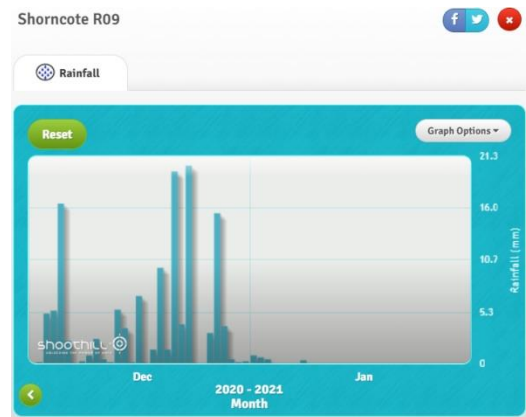 Shorncote R09
f
Rainfall
Reset
Graph Options
21.3
16.0
10.7
5.3
0
Rainfall (mm)
shoothill
Dec
Jan
2020 - 2021
Month